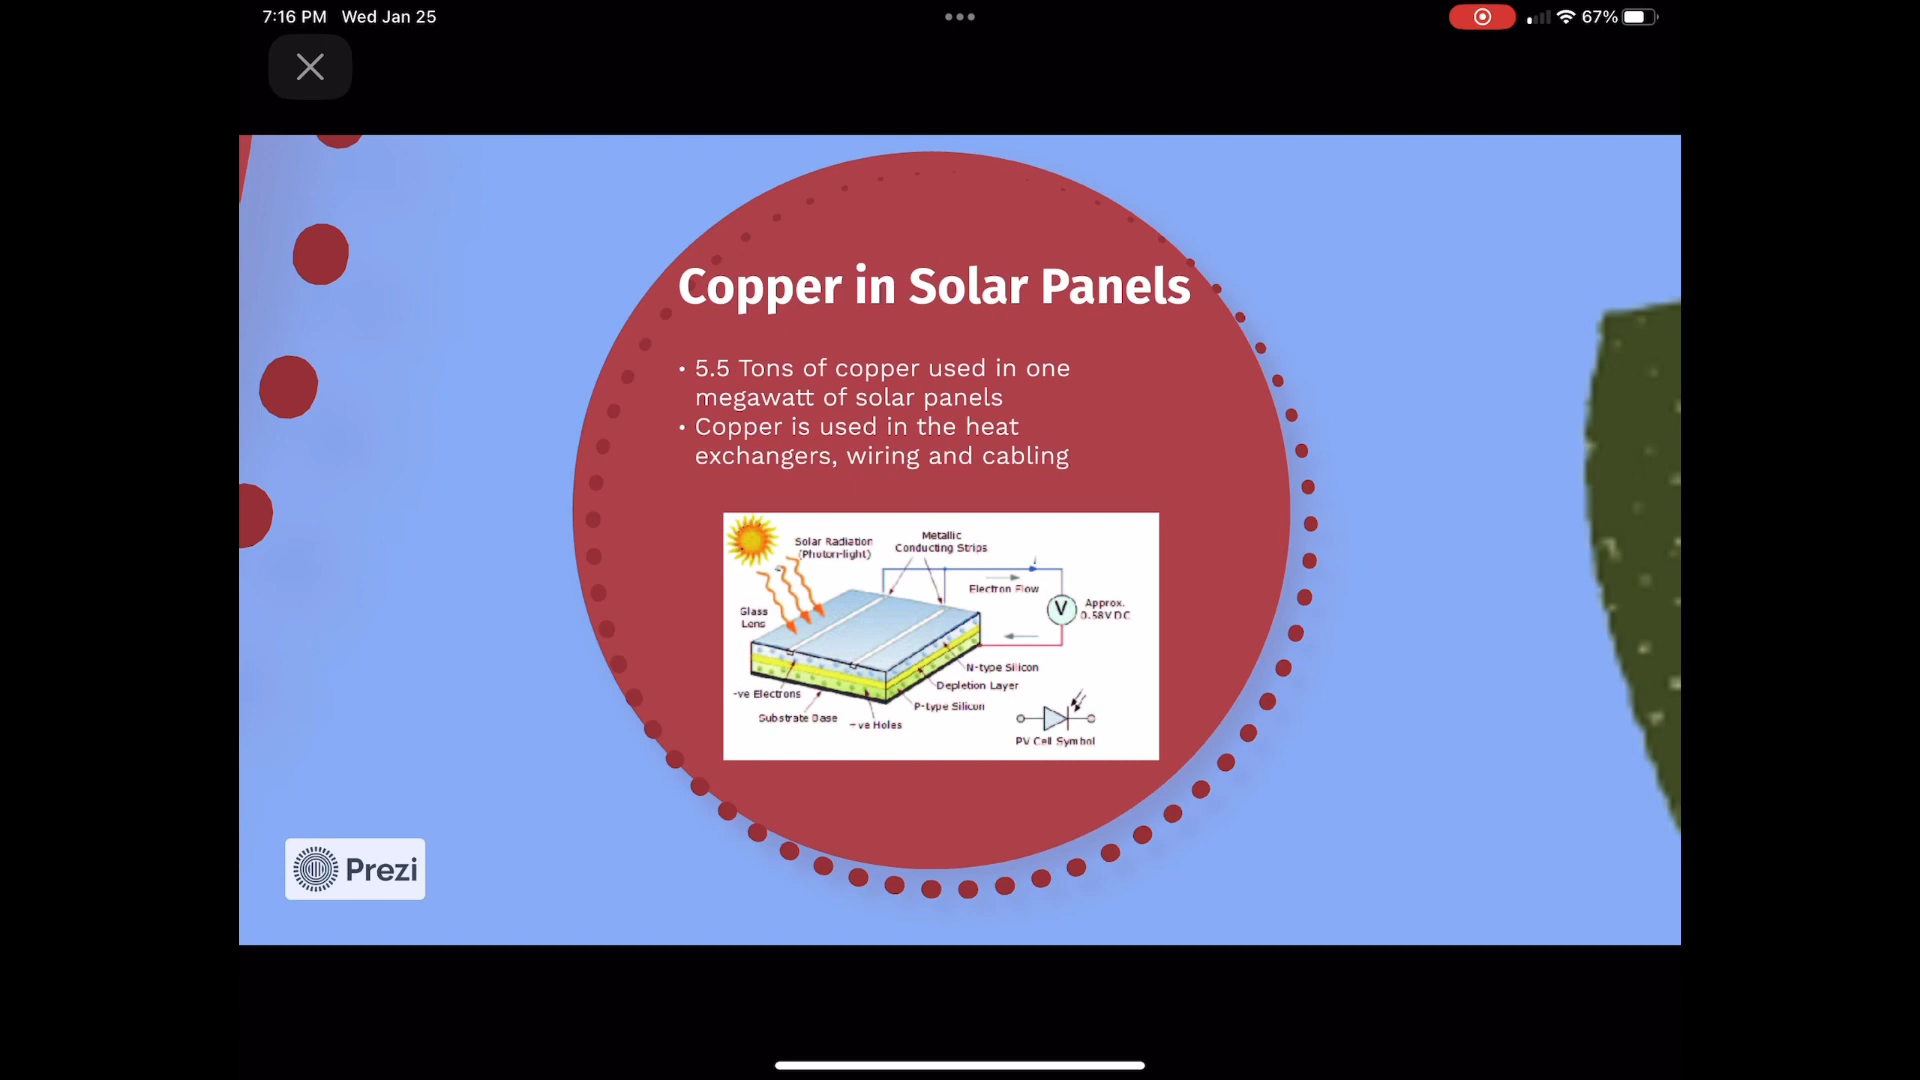 7:16 PM Wed Jan 25
67%
Copper in Solar Panels
• 5.5 Tons of copper used in one
megawatt of solar panels
• Copper is used in the heat
exchangers, wiring and cabling
Solar Radiation
(Photon-light)
Metallic
Conducting Strips
Electron Flow
V
Approx.
0.58V DC
Glass
Lens
N-type Silicon
Depletion Layer
P-type Silicon
-ve Electrons
Substrate Base
+ve Holes
PV Cell Symbol
Prezi